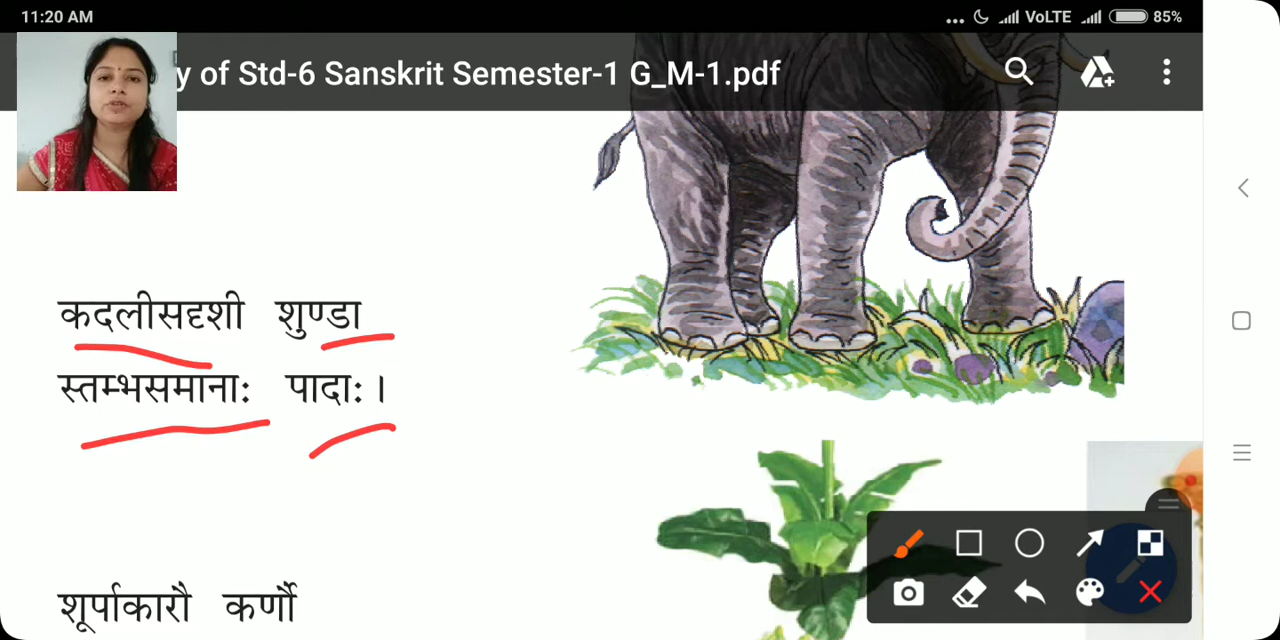 11:20 AM
... VoLTE 85%
y of Std-6 Sanskrit Semester-1 G_M-1.pdf
कदलीसदृशी शुण्डा
स्तम्भसमानाः पादाः ।
शूर्पाकारौ कर्णौ